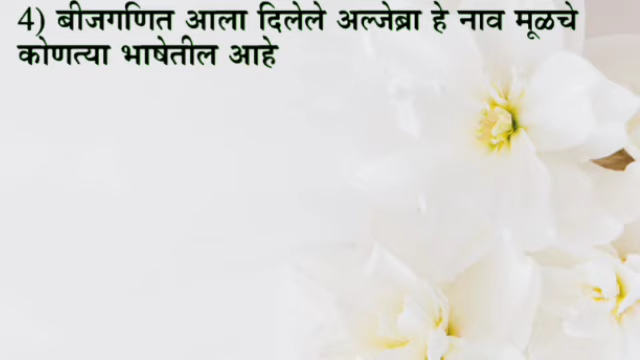 4) बीजगणित आला दिलेले अल्जेब्रा हे नाव मूळचे
कोणत्या भाषेतील आहे